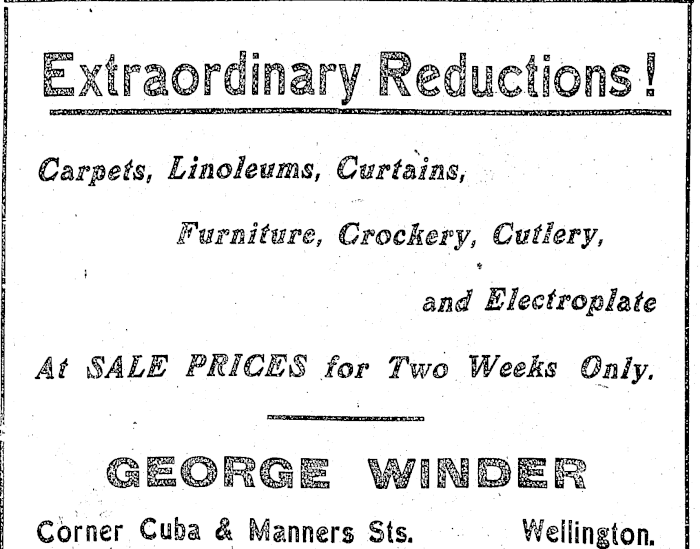 Extraordinary Reductions!
Carpets, Linoleums, Curtains,
Furniture, Crockery, Cutlery,
and Electroplate
At SALE PRICES for Two Weeks Only.
GEORGE WINDER
Corner Cuba & Manners Sts. Wellington.